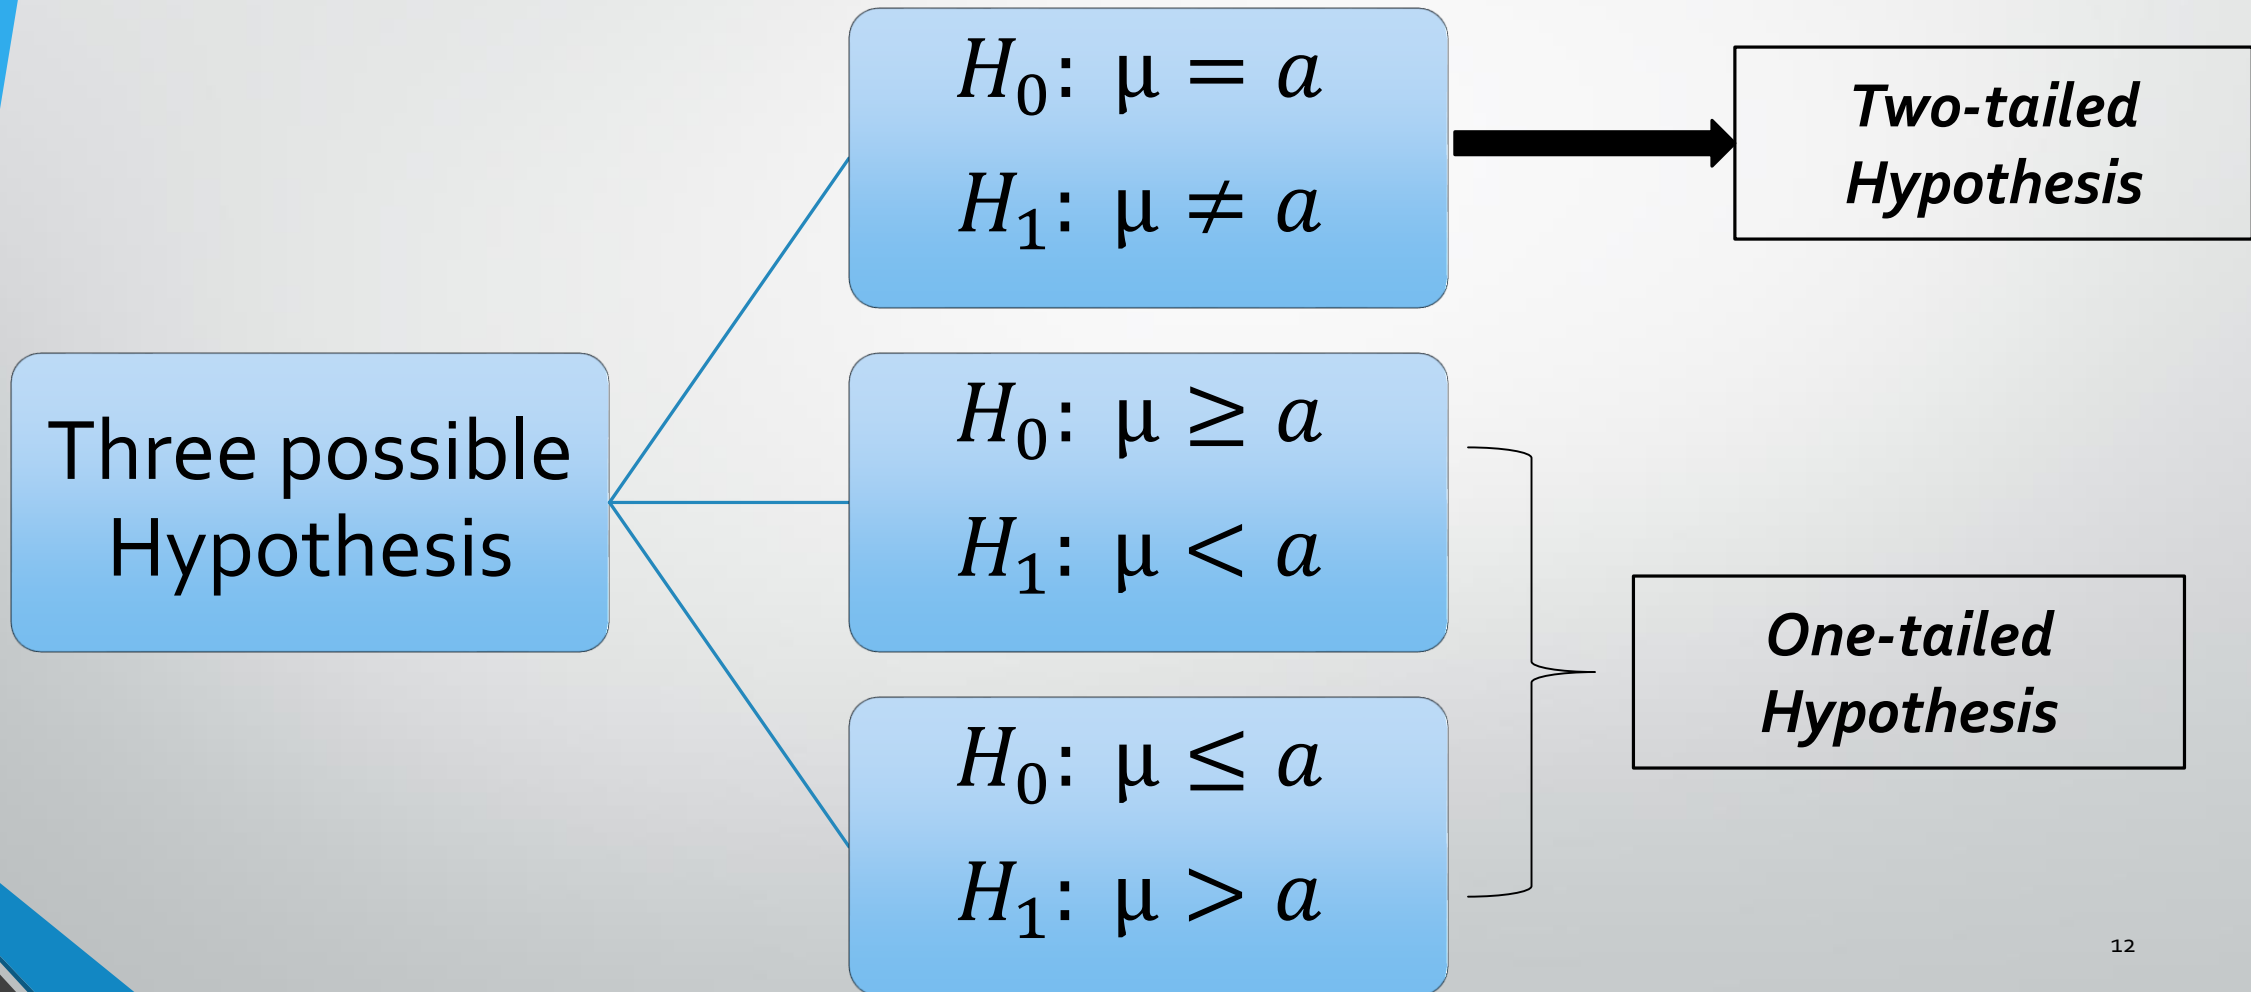 Three possible
Hypothesis
H₀: μ = a
H₁: μ ≠ a
Two-tailed
Hypothesis
H₀: μ ≥ a
H₁: μ < a
H₀: μ ≤ a
H₁: μ > a
One-tailed
Hypothesis
12